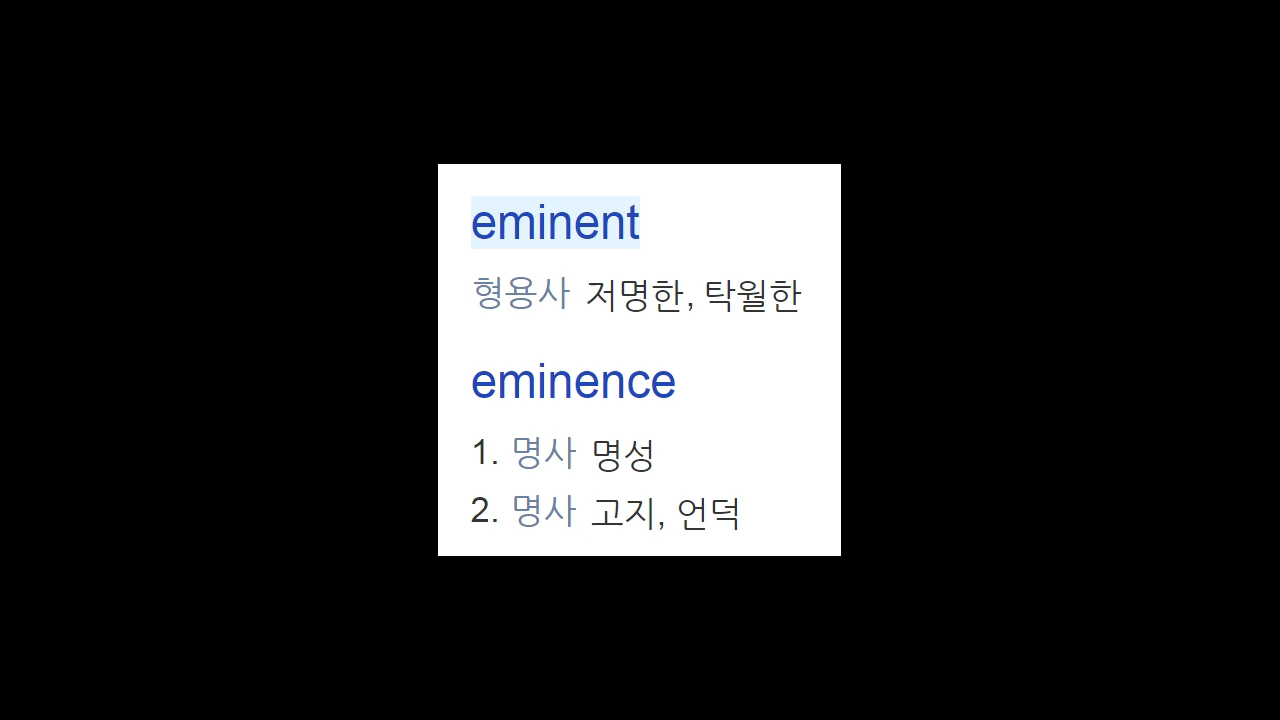 eminent
형용사 저명한, 탁월한
eminence
1. 명사 명성
2. 명사 고지, 언덕